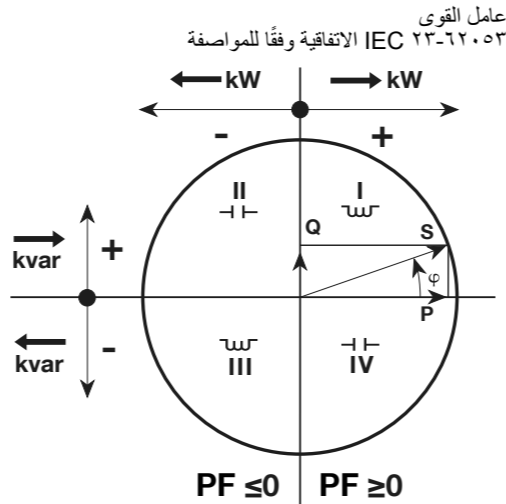 عامل القوى
الاتفاقية وفقًا للمواصفة IEC ٦٢٠٥٣-٢٣
kW kW
- +
II I
Q S
kvar +
φ
P
- kvar
III IV
PF ≤0 PF ≥0